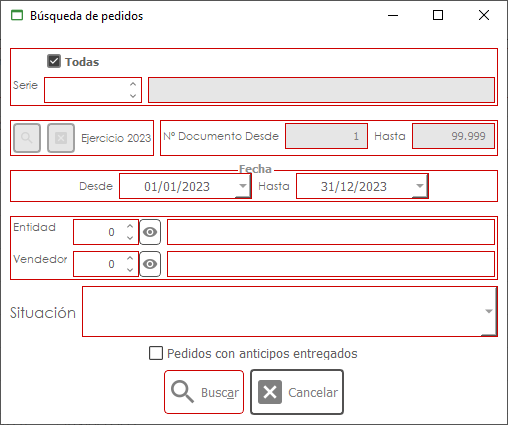 Búsqueda de pedidos
Todas
Serie
Ejercicio 2023 Nº Documento Desde 1 Hasta 99.999
Fecha
Desde 01/01/2023 Hasta 31/12/2023
Entidad 0
Vendedor 0
Situación
Pedidos con anticipos entregados
Buscar Cancelar